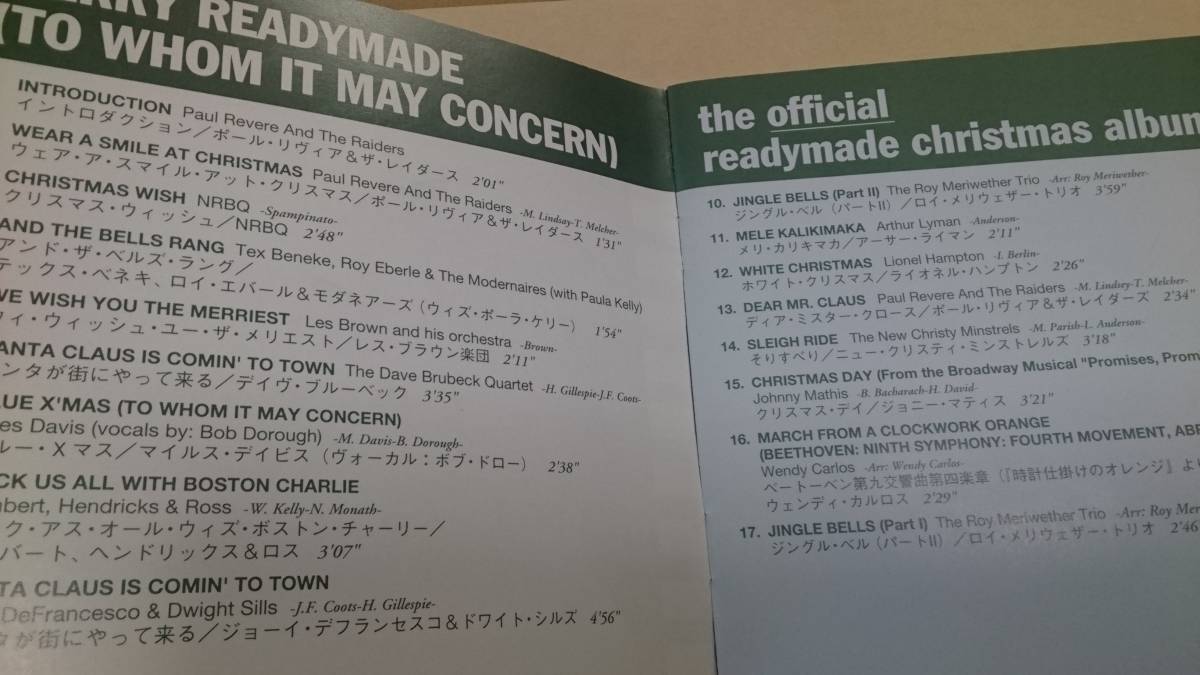 READYMADE
(TO WHOM IT MAY CONCERN)
INTRODUCTION Paul Revere And The Raiders
イントロダクション／ポール・リヴィア＆ザ・レイダース 2'01"
WEAR A SMILE AT CHRISTMAS Paul Revere And The Raiders -M. Lindsay-T. Melcher-
ウェア・ア・スマイル・アット・クリスマス／ポール・リヴィア＆ザ・レイダース 1'31"
CHRISTMAS WISH NRBQ -Spampinato-
クリスマス・ウィッシュ／NRBQ 2'48"
AND THE BELLS RANG Tex Beneke, Roy Eberle & The Modernaires (with Paula Kelly)
アンド・ザ・ベルズ・ラング／
テックス・ベネキ、ロイ・エバール＆モダネアーズ（ウィズ・ポーラ・ケリー） 1'54"
WE WISH YOU THE MERRIEST Les Brown and his orchestra -Brown-
ウィ・ウィッシュ・ユー・ザ・メリエスト／レス・ブラウン楽団 2'11"
ANTA CLAUS IS COMIN' TO TOWN The Dave Brubeck Quartet -H. Gillespie-J.F. Coots-
ンタが街にやって来る／デイヴ・ブルーベック 3'35"
LUE X'MAS (TO WHOM IT MAY CONCERN)
les Davis (vocals by: Bob Dorough) -M. Davis-B. Dorough-
ルー・Xマス／マイルス・デイビス（ヴォーカル：ボブ・ドロー） 2'38"
CK US ALL WITH BOSTON CHARLIE
mbert, Hendricks & Ross -W. Kelly-N. Monath-
ク・アス・オール・ウィズ・ボストン・チャーリー／
バート、ヘンドリックス＆ロス 3'07"
TA CLAUS IS COMIN' TO TOWN
DeFrancesco & Dwight Sills -J.F. Coots-H. Gillespie-
タが街にやって来る／ジョーイ・デフランセスコ＆ドワイト・シルズ 4'56"
the official
readymade christmas album
10. JINGLE BELLS (Part II) The Roy Meriwether Trio -Arr: Roy Meriwether-
ジングル・ベル（パートII）／ロイ・メリウェザー・トリオ 3'59"
11. MELE KALIKIMAKA Arthur Lyman -Anderson-
メリ・カリキマカ／アーサー・ライマン 2'11"
12. WHITE CHRISTMAS Lionel Hampton -I. Berlin-
ホワイト・クリスマス／ライオネル・ハンプトン 2'26"
13. DEAR MR. CLAUS Paul Revere And The Raiders -M. Lindsey-T. Melcher-
ディア・ミスター・クロース／ポール・リヴィア＆ザ・レイダーズ 2'34"
14. SLEIGH RIDE The New Christy Minstrels -M. Parish-L. Anderson-
そりすべり／ニュー・クリスティ・ミンストレルズ 3'18"
15. CHRISTMAS DAY (From the Broadway Musical "Promises, Prom
Johnny Mathis -B. Bacharach-H. David-
クリスマス・デイ／ジョニー・マティス 3'21"
16. MARCH FROM A CLOCKWORK ORANGE
(BEETHOVEN: NINTH SYMPHONY: FOURTH MOVEMENT, ABR
Wendy Carlos -Arr: Wendy Carlos-
ベートーベン第九交響曲第四楽章（『時計仕掛けのオレンジ』より
ウェンディ・カルロス 2'29"
17. JINGLE BELLS (Part I) The Roy Meriwether Trio -Arr: Roy Mer
ジングル・ベル（パートII）／ロイ・メリウェザー・トリオ 2'46